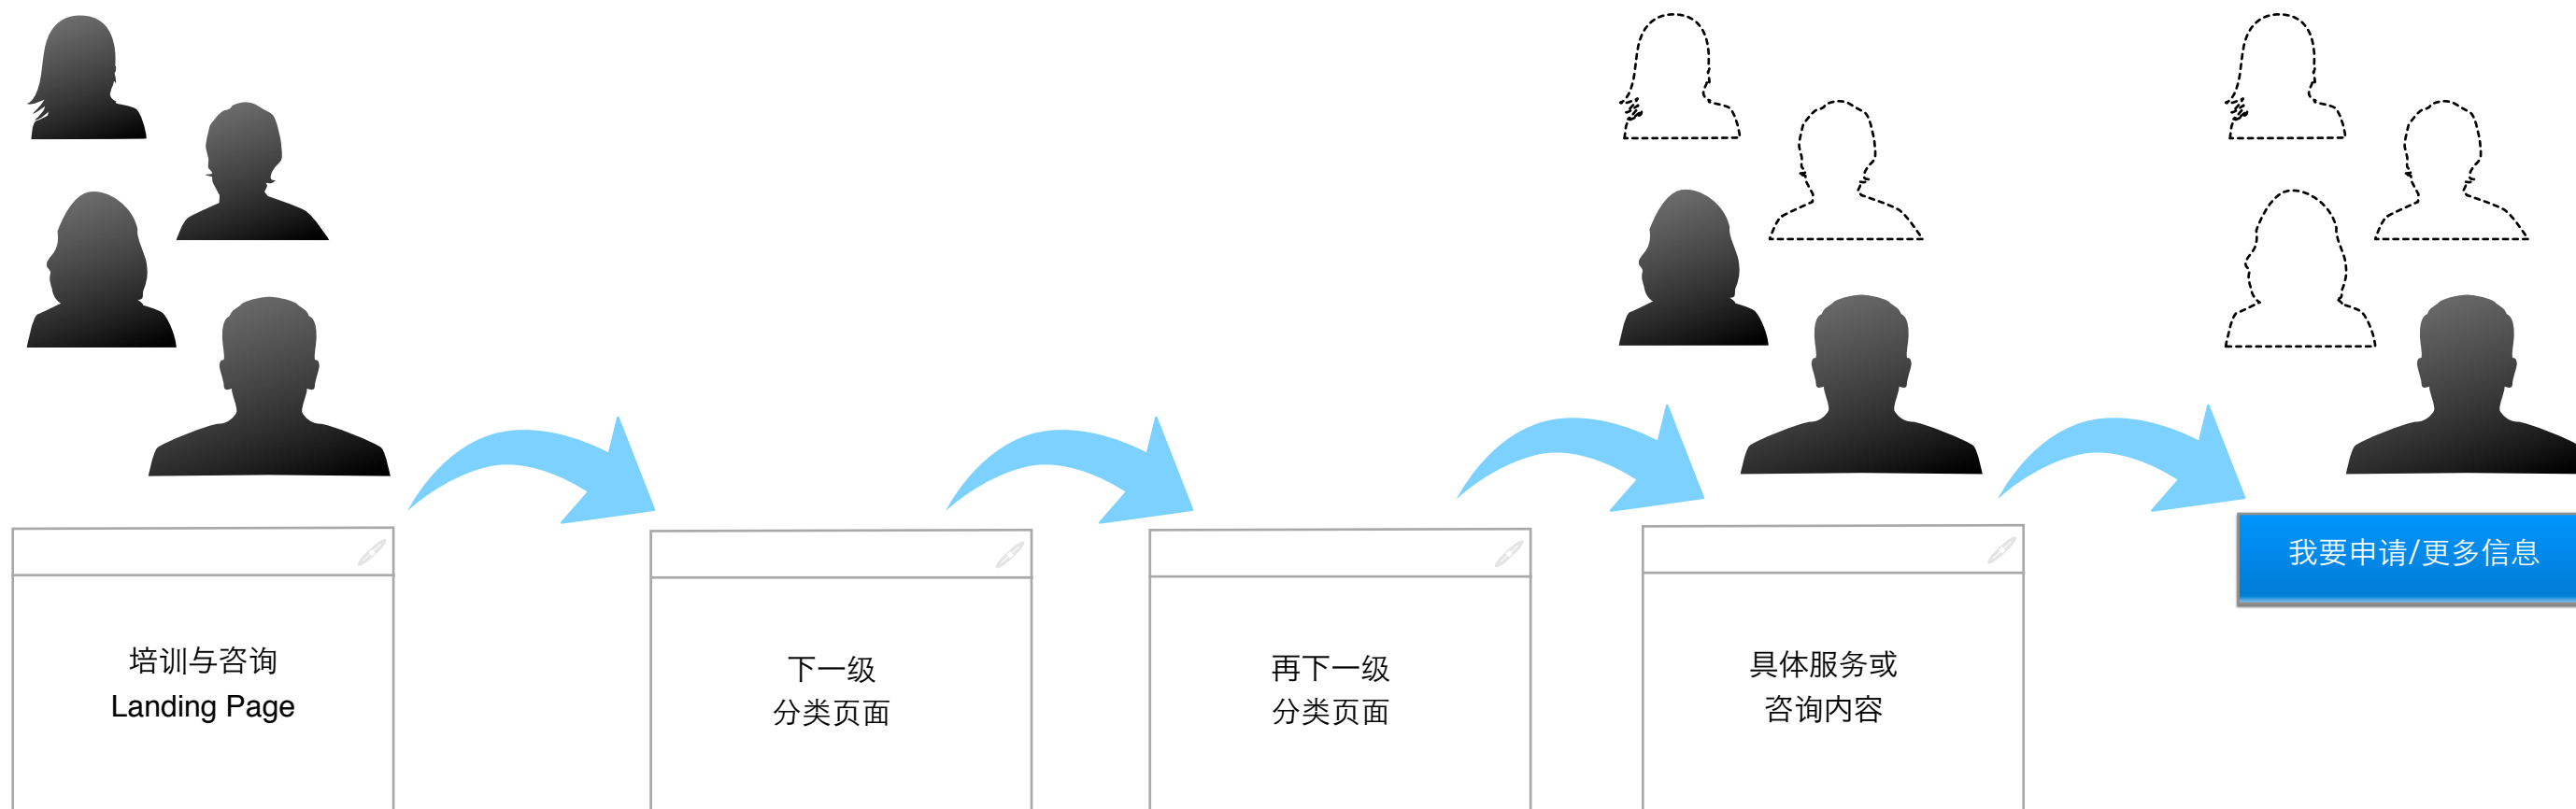 培训与咨询
Landing Page
下一级
分类页面
再下一级
分类页面
具体服务或
咨询内容
我要申请/更多信息